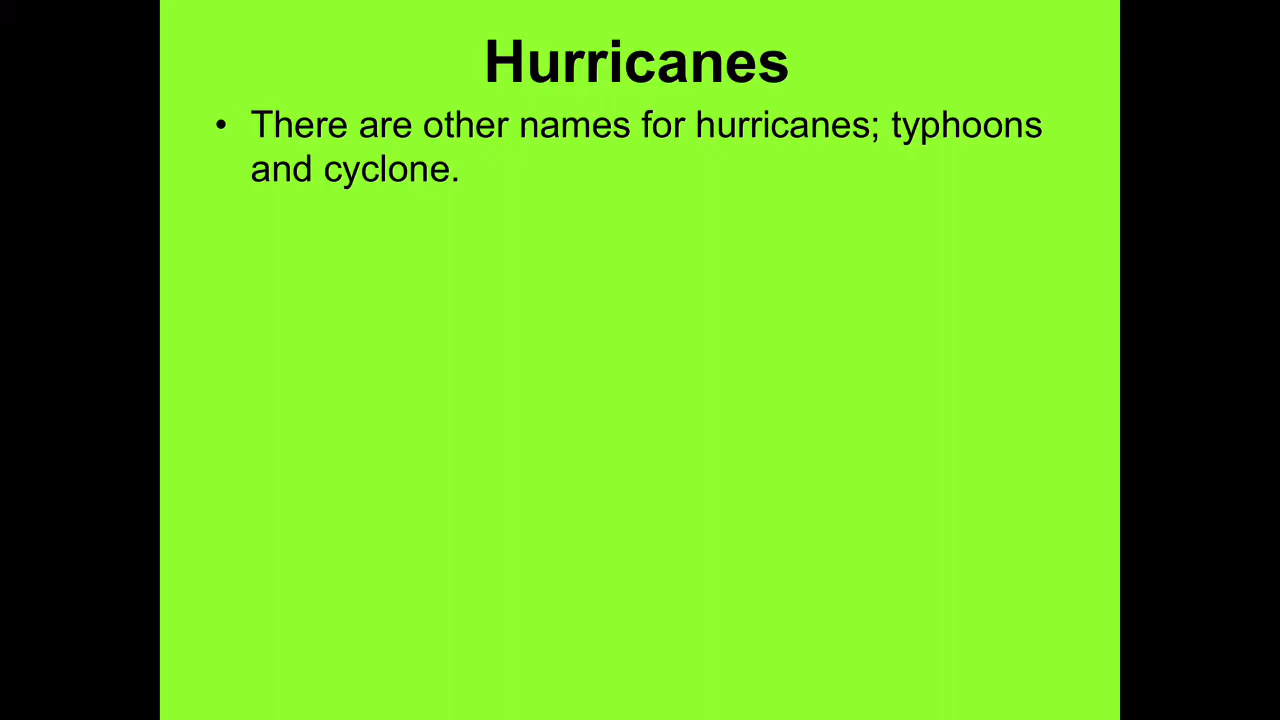 Hurricanes
• There are other names for hurricanes; typhoons
and cyclone.